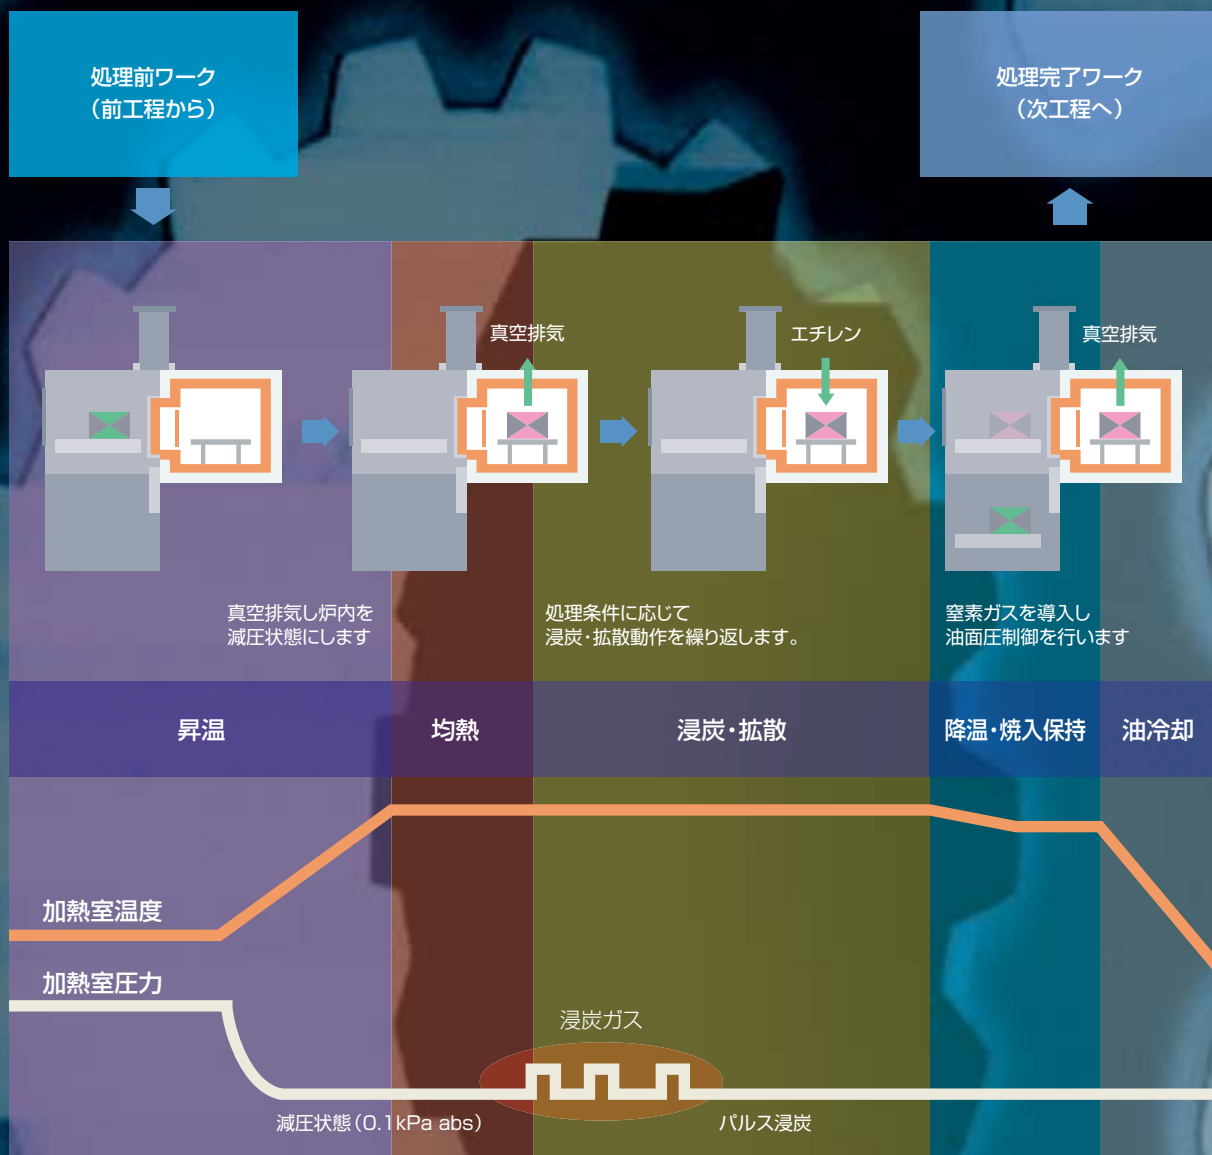 処理前ワーク
（前工程から）
処理完了ワーク
（次工程へ）
真空排気
エチレン
真空排気
真空排気し炉内を
減圧状態にします
処理条件に応じて
浸炭・拡散動作を繰り返します。
窒素ガスを導入し
油面圧制御を行います
昇温
均熱
浸炭・拡散
降温・焼入保持
油冷却
加熱室温度
加熱室圧力
浸炭ガス
減圧状態（0.1kPa abs）
パルス浸炭